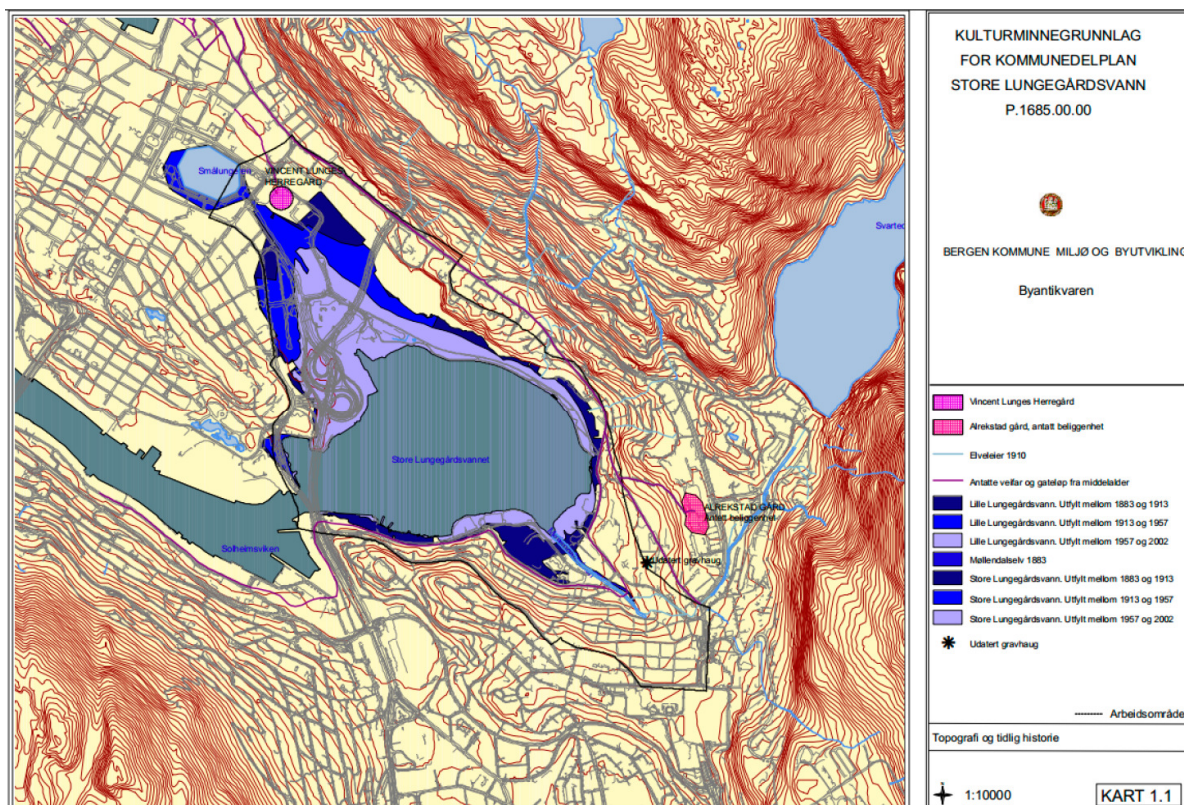 KULTURMINNEGRUNNLAG
FOR KOMMUNEDELPLAN
STORE LUNGEGÅRDSVANN
P.1685.00.00
BERGEN KOMMUNE MILJØ OG BYUTVIKLING
Byantikvaren
Vincent Lunges Herregård
Alrekstad gård, antatt beliggenhet
Elveleier 1910
Antatte veifar og gateløp fra middelalder
Lille Lungegårdsvann. Utfylt mellom 1883 og 1913
Lille Lungegårdsvann. Utfylt mellom 1913 og 1957
Lille Lungegårdsvann. Utfylt mellom 1957 og 2002
Møllendalselv 1883
Store Lungegårdsvann. Utfylt mellom 1883 og 1913
Store Lungegårdsvann. Utfylt mellom 1913 og 1957
Store Lungegårdsvann. Utfylt mellom 1957 og 2002
Udatert gravhaug
Arbeidsområde
Topografi og tidlig historie
1:10000
KART 1.1
Smålungeren
VINCENT LUNGES
HERREGÅRD
Svarted
Store Lungegårdsvannet
ALREKSTAD GÅRD
Antatt beliggenhet
Solheimsviken
Udatert gravhaug